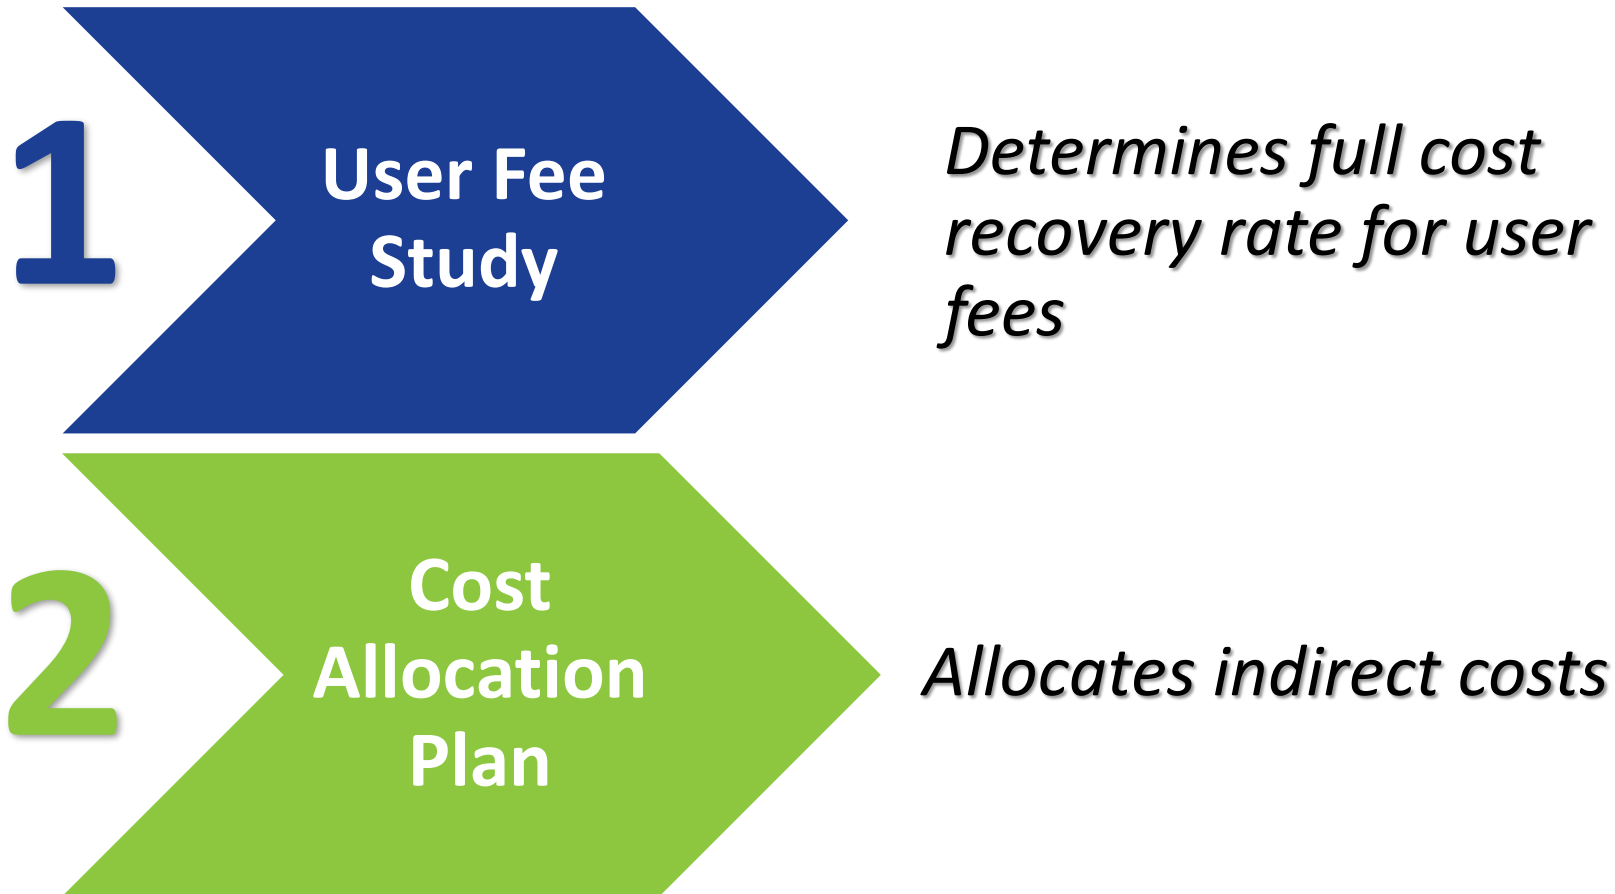 1
User Fee
Study
Determines full cost
recovery rate for user
fees
2
Cost
Allocation
Plan
Allocates indirect costs